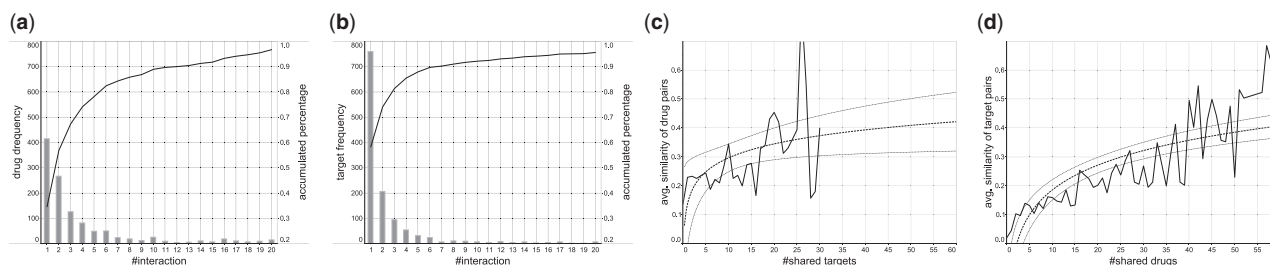 (a)
800
700
600
500
400
300
200
100
0
drug drequency
1.0
0.9
0.8
0.7
0.6
0.5
0.4
0.3
0.2
accumulated percentage
1 2 3 4 5 6 7 8 9 10 11 12 13 14 15 16 17 18 19 20
#interaction
(b)
800
700
600
500
400
300
200
100
0
target frequency
1.0
0.9
0.8
0.7
0.6
0.5
0.4
0.3
0.2
accumulated percentage
1 2 3 4 5 6 7 8 9 10 11 12 13 14 15 16 17 18 19 20
#interaction
(c)
0.6
0.5
0.4
0.3
0.2
0.1
0.0
avg. similarity of drug pairs
0 5 10 15 20 25 30 35 40 45 50 55 60
#shared targets
(d)
0.6
0.5
0.4
0.3
0.2
0.1
0.0
avg. similarity of target pairs
0 5 10 15 20 25 30 35 40 45 50 55
#shared drugs